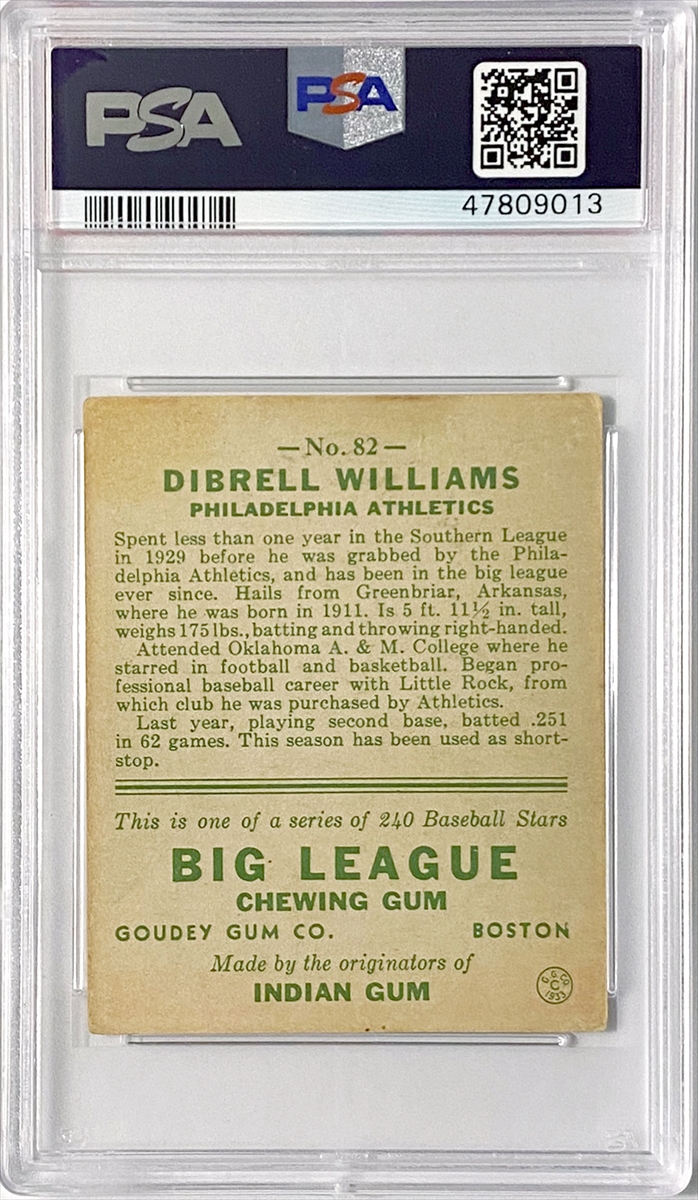 PSA
PSA
47809013
— No. 82 —
DIBRELL WILLIAMS
PHILADELPHIA ATHLETICS
Spent less than one year in the Southern League
in 1929 before he was grabbed by the Phila-
delphia Athletics, and has been in the big league
ever since. Hails from Greenbriar, Arkansas,
where he was born in 1911. Is 5 ft. 11½ in. tall,
weighs 175 lbs., batting and throwing right-handed.
Attended Oklahoma A. & M. College where he
starred in football and basketball. Began pro-
fessional baseball career with Little Rock, from
which club he was purchased by Athletics.
Last year, playing second base, batted .251
in 62 games. This season has been used as short-
stop.
This is one of a series of 240 Baseball Stars
BIG LEAGUE
CHEWING GUM
GOUDEY GUM CO. BOSTON
Made by the originators of
INDIAN GUM
G. G. CO.
C
1933